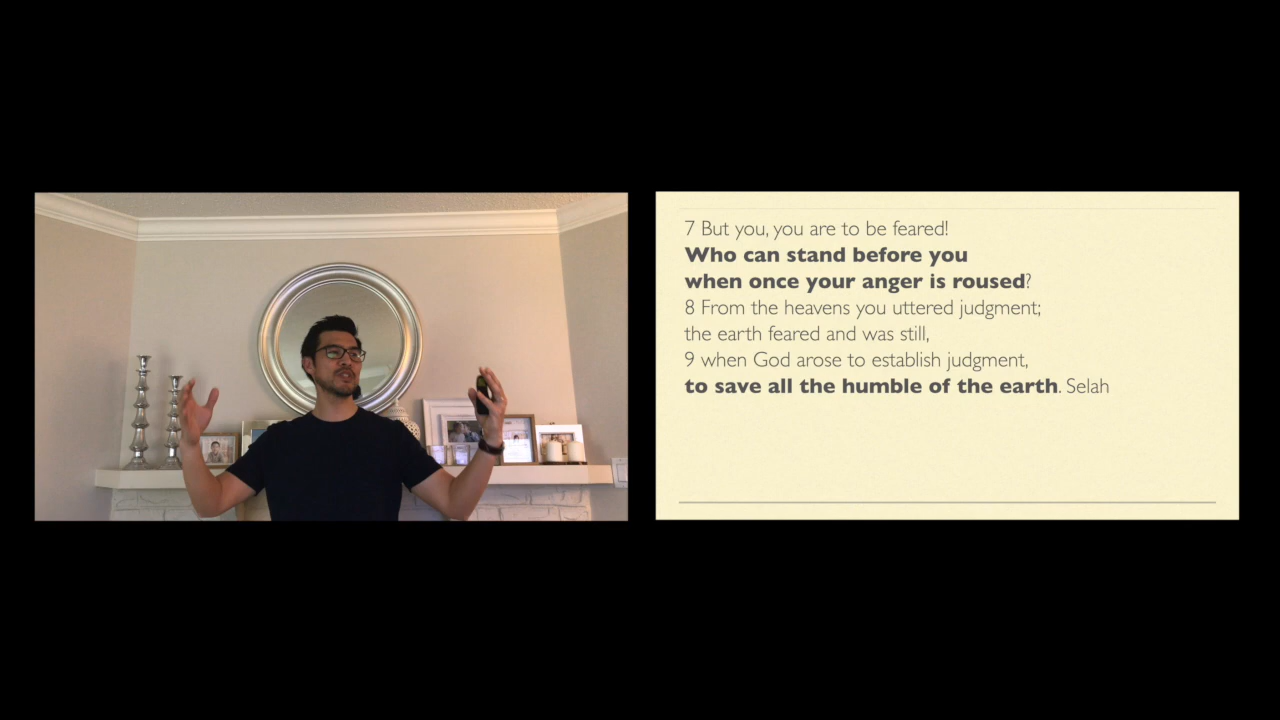 7 But you, you are to be feared!
Who can stand before you
when once your anger is roused?
8 From the heavens you uttered judgment;
the earth feared and was still,
9 when God arose to establish judgment,
to save all the humble of the earth. Selah